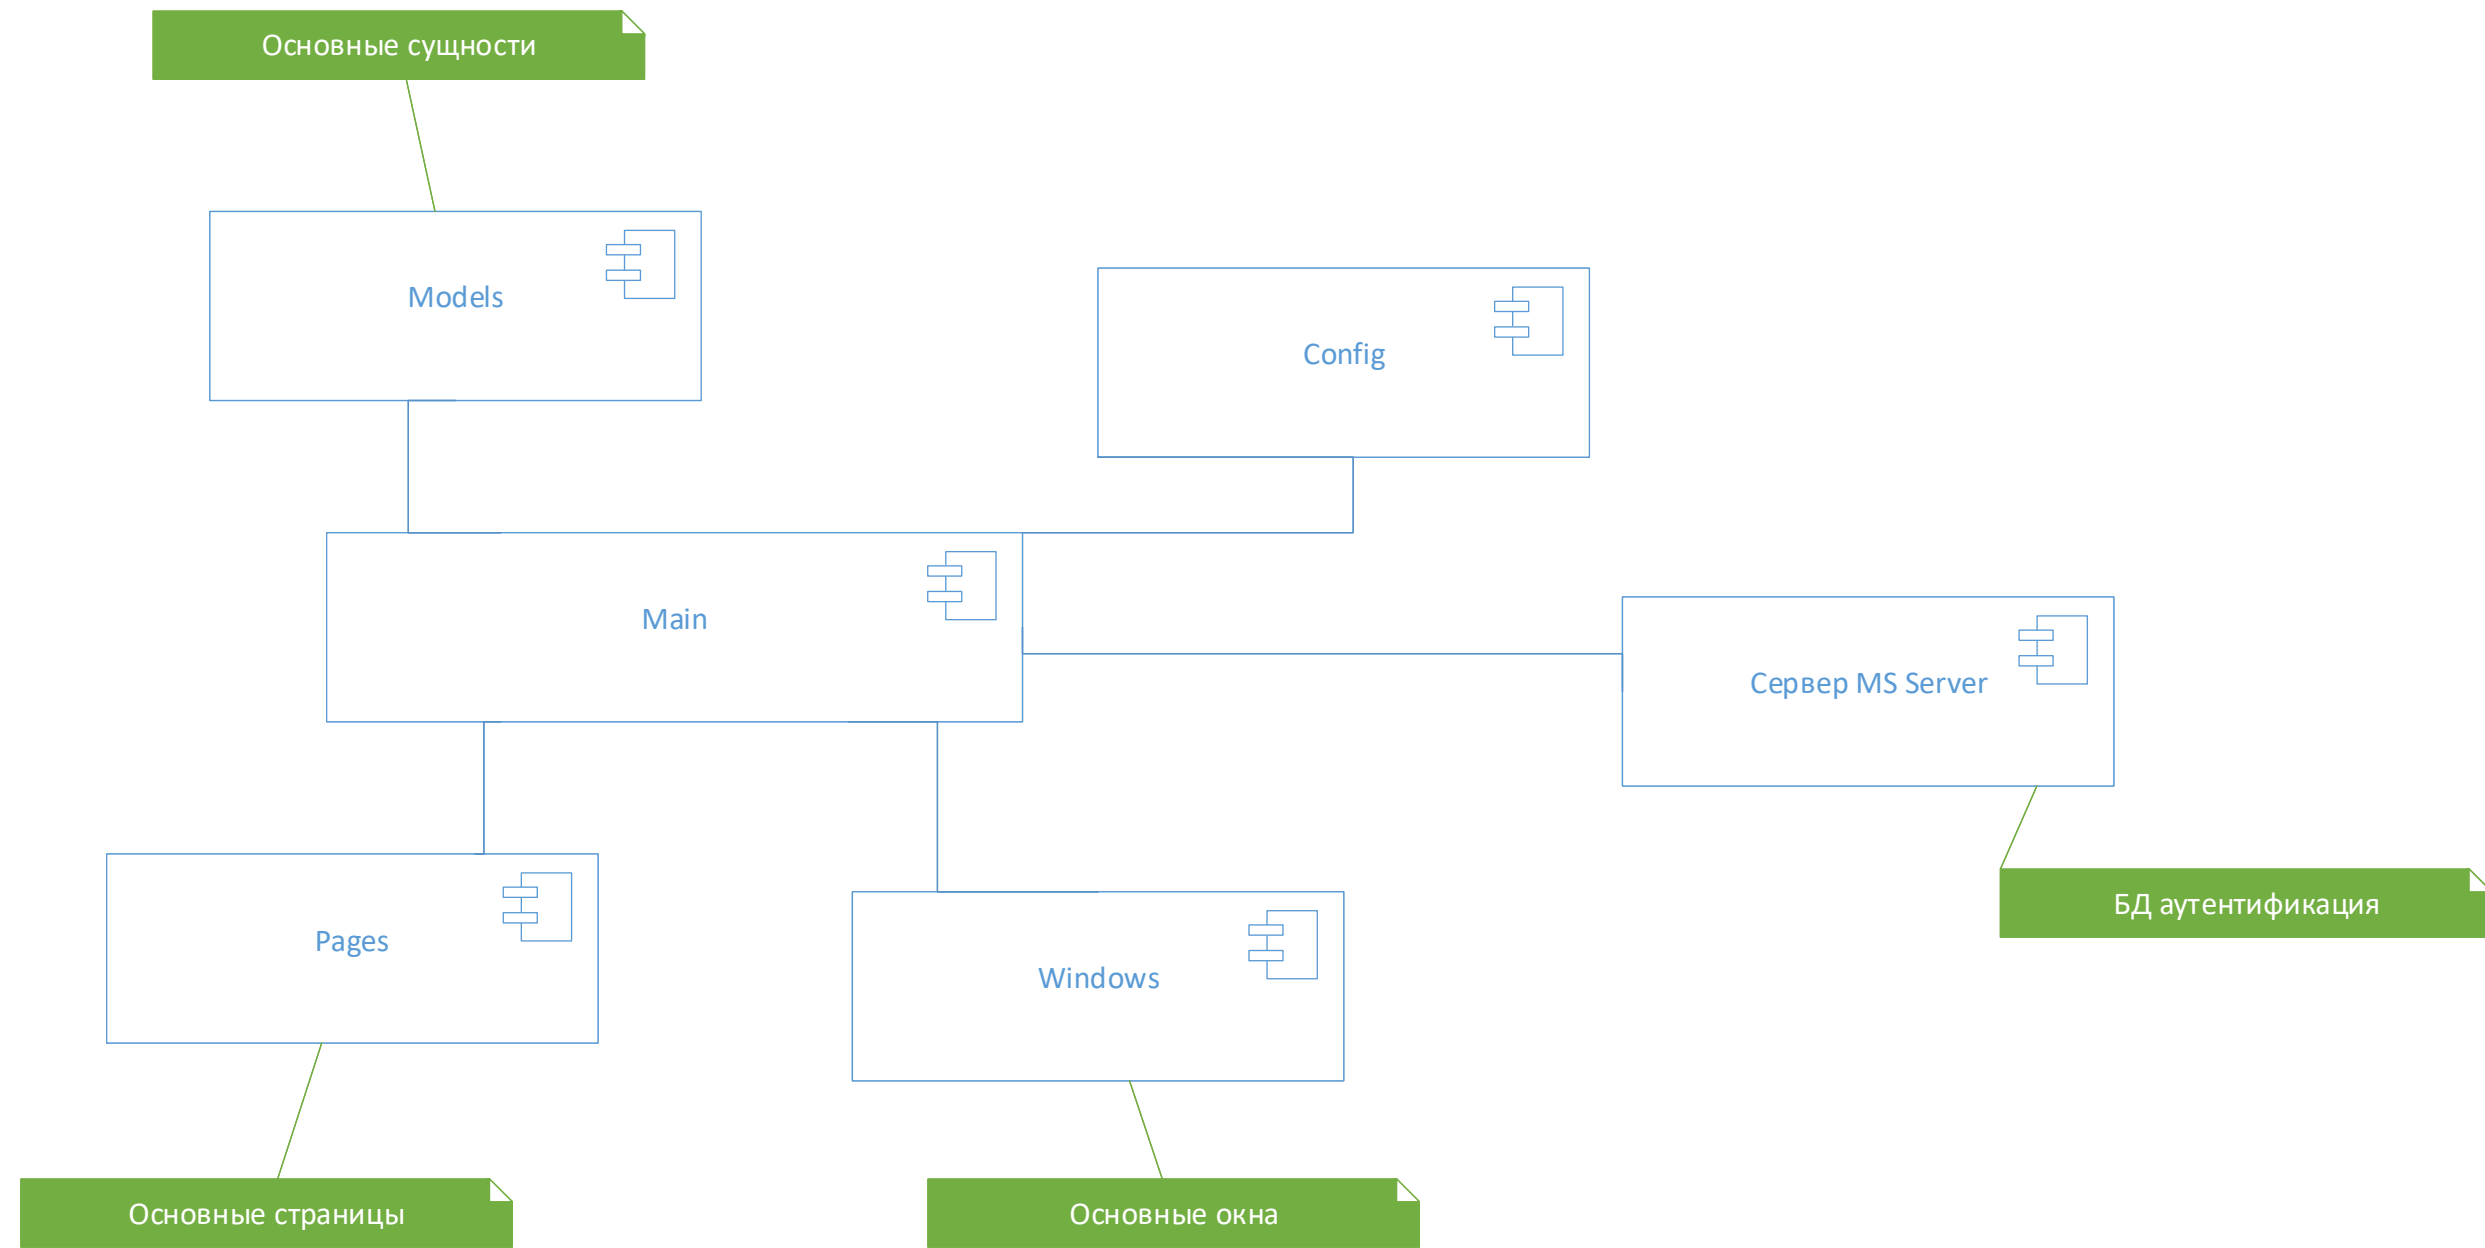 Основные сущности
Models
Config
Main
Сервер MS Server
Pages
Windows
БД аутентификация
Основные страницы
Основные окна